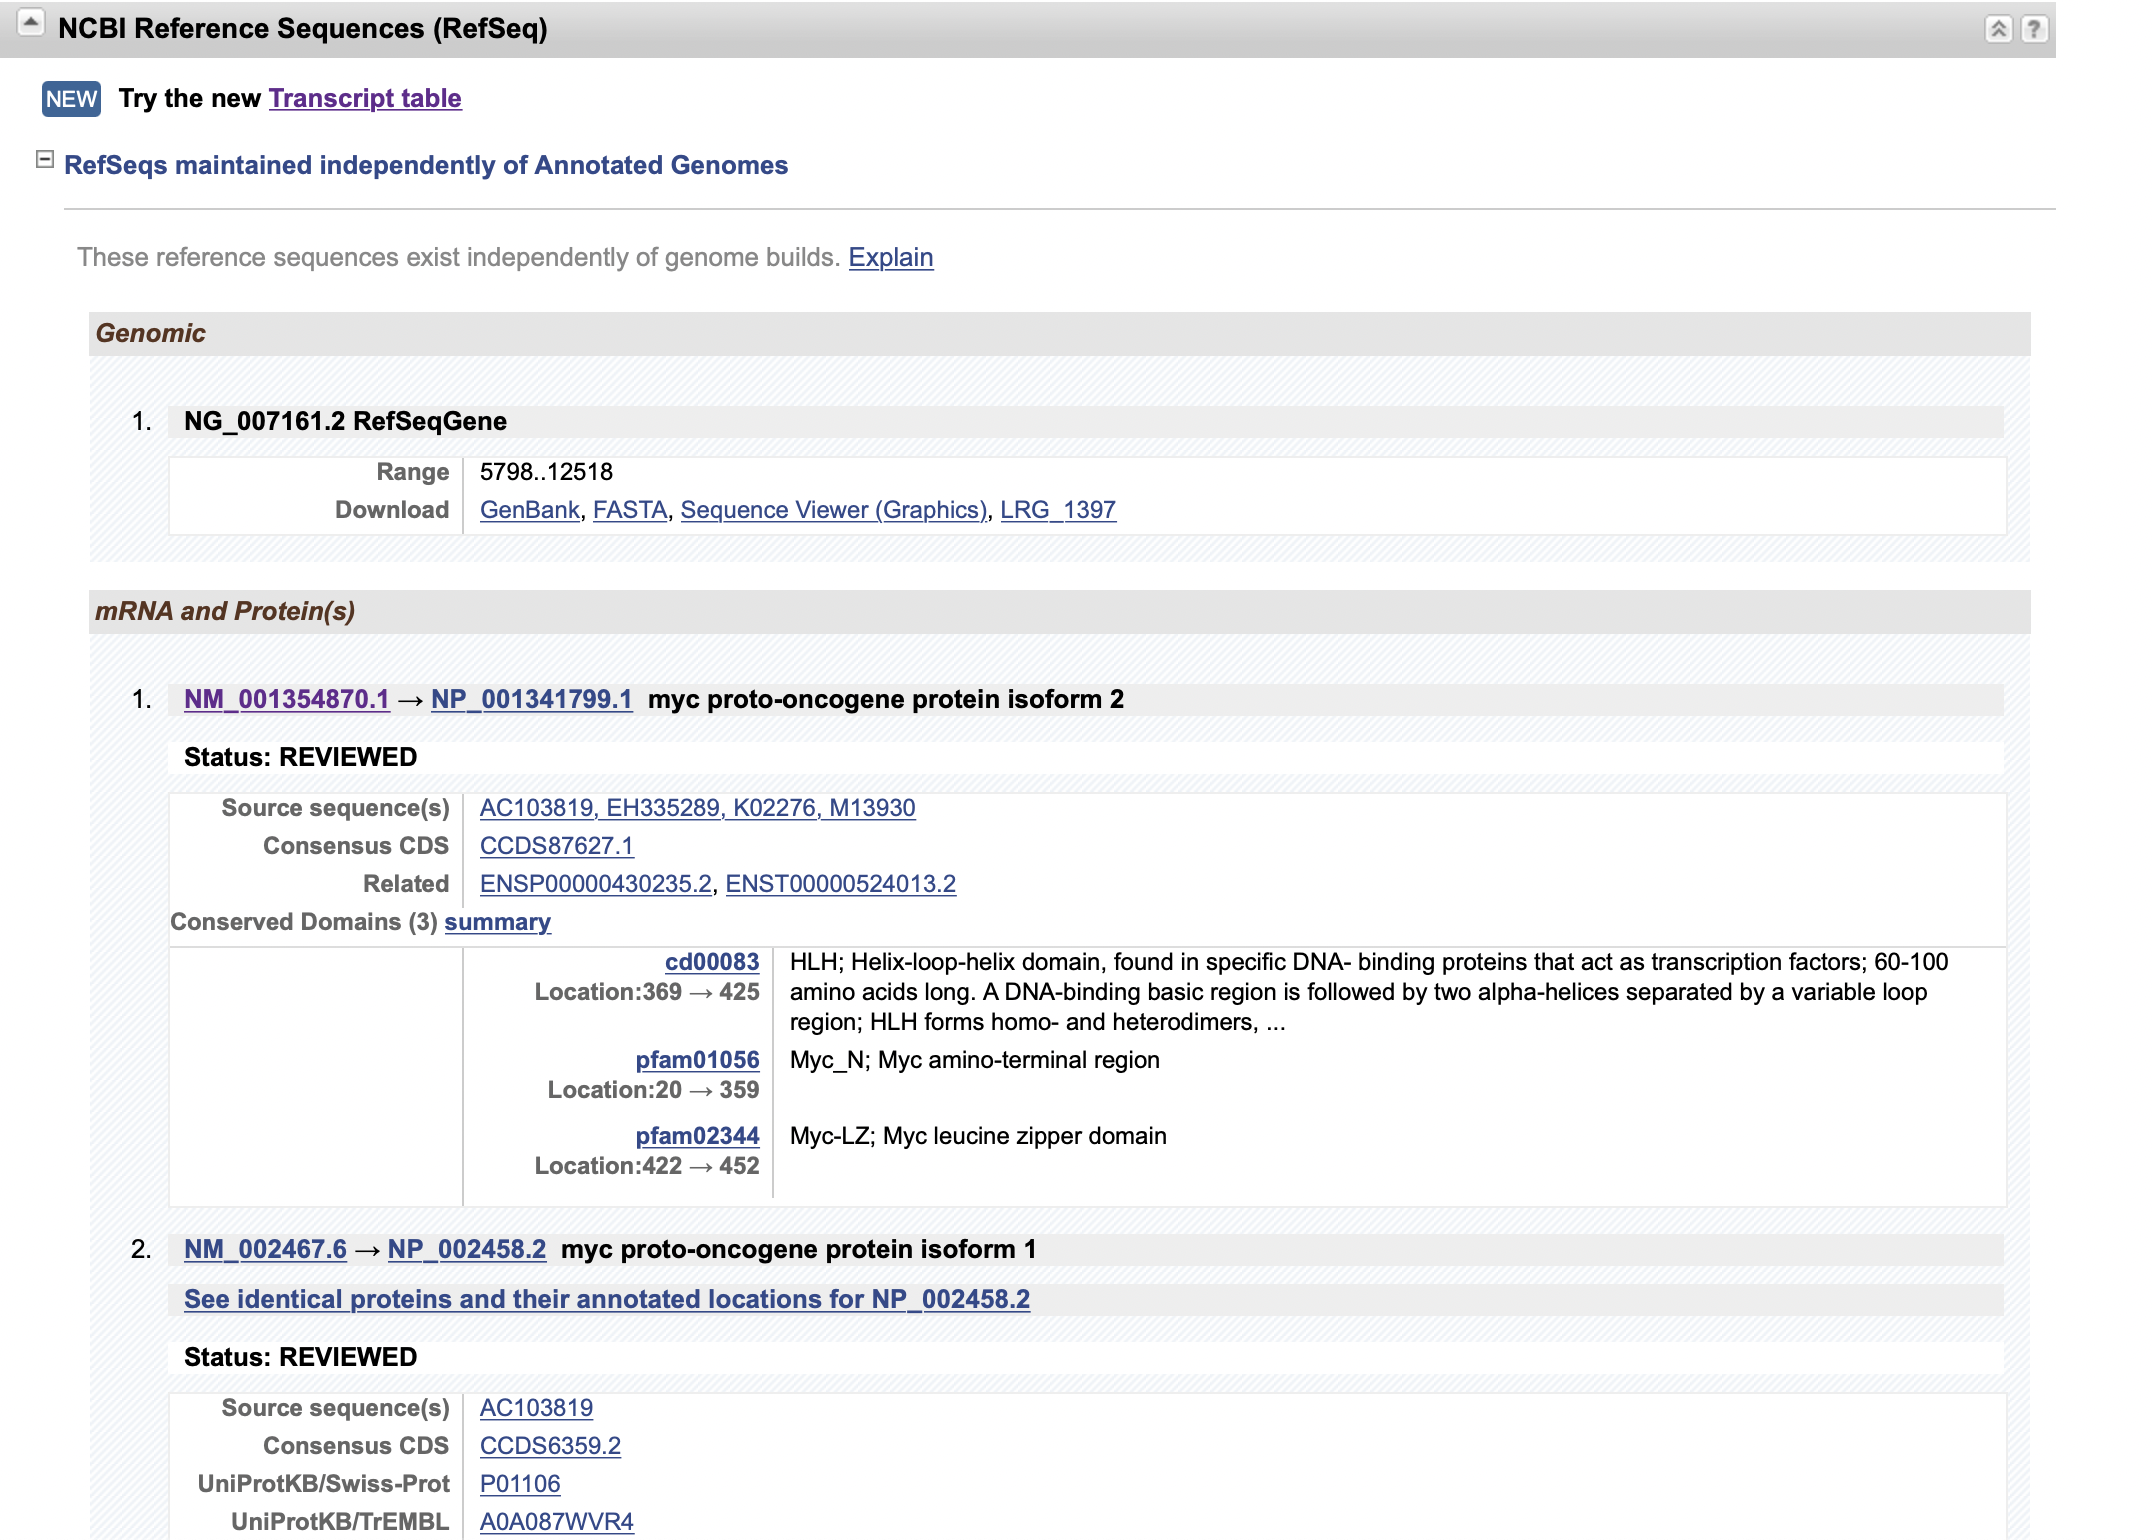 NCBI Reference Sequences (RefSeq)
?
NEW Try the new Transcript table
RefSeqs maintained independently of Annotated Genomes
These reference sequences exist independently of genome builds. Explain
Genomic
1. NG_007161.2 RefSeqGene
Range 5798..12518
Download GenBank, FASTA, Sequence Viewer (Graphics), LRG_1397
mRNA and Protein(s)
1. NM_001354870.1 → NP_001341799.1 myc proto-oncogene protein isoform 2
Status: REVIEWED
Source sequence(s) AC103819, EH335289, K02276, M13930
Consensus CDS CCDS87627.1
Related ENSP00000430235.2, ENST00000524013.2
Conserved Domains (3) summary
cd00083 HLH; Helix-loop-helix domain, found in specific DNA- binding proteins that act as transcription factors; 60-100
Location:369 → 425 amino acids long. A DNA-binding basic region is followed by two alpha-helices separated by a variable loop
region; HLH forms homo- and heterodimers, ...
pfam01056 Myc_N; Myc amino-terminal region
Location:20 → 359
pfam02344 Myc-LZ; Myc leucine zipper domain
Location:422 → 452
2. NM_002467.6 → NP_002458.2 myc proto-oncogene protein isoform 1
See identical proteins and their annotated locations for NP_002458.2
Status: REVIEWED
Source sequence(s) AC103819
Consensus CDS CCDS6359.2
UniProtKB/Swiss-Prot P01106
UniProtKB/TrEMBL A0A087WVR4